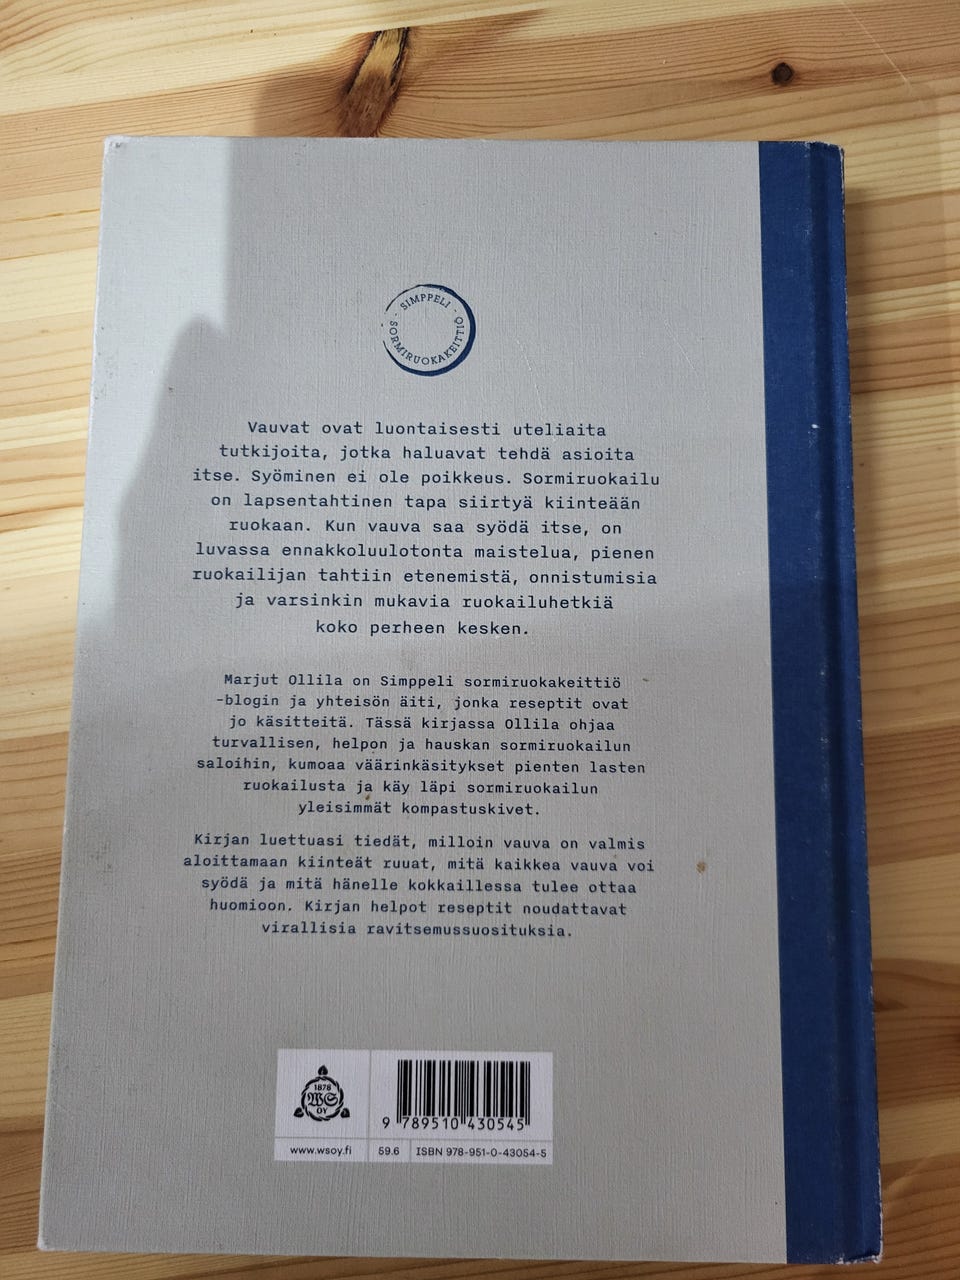 · SIMPPELI ·
SORMIRUOKAKEITTIÖ
Vauvat ovat luontaisesti uteliaita
tutkijoita, jotka haluavat tehdä asioita
itse. Syöminen ei ole poikkeus. Sormiruokailu
on lapsentahtinen tapa siirtyä kiinteään
ruokaan. Kun vauva saa syödä itse, on
luvassa ennakkoluulotonta maistelua, pienen
ruokailijan tahtiin etenemistä, onnistumisia
ja varsinkin mukavia ruokailuhetkiä
koko perheen kesken.
Marjut Ollila on Simppeli sormiruokakeittiö
-blogin ja yhteisön äiti, jonka reseptit ovat
jo käsitteitä. Tässä kirjassa Ollila ohjaa
turvallisen, helpon ja hauskan sormiruokailun
saloihin, kumoaa väärinkäsitykset pienten lasten
ruokailusta ja käy läpi sormiruokailun
yleisimmät kompastuskivet.
Kirjan luettuasi tiedät, milloin vauva on valmis
aloittamaan kiinteät ruuat, mitä kaikkea vauva voi
syödä ja mitä hänelle kokkaillessa tulee ottaa
huomioon. Kirjan helpot reseptit noudattavat
virallisia ravitsemussuosituksia.
1878
WS
OY
9 789510 430545
www.wsoy.fi 59.6 ISBN 978-951-0-43054-5